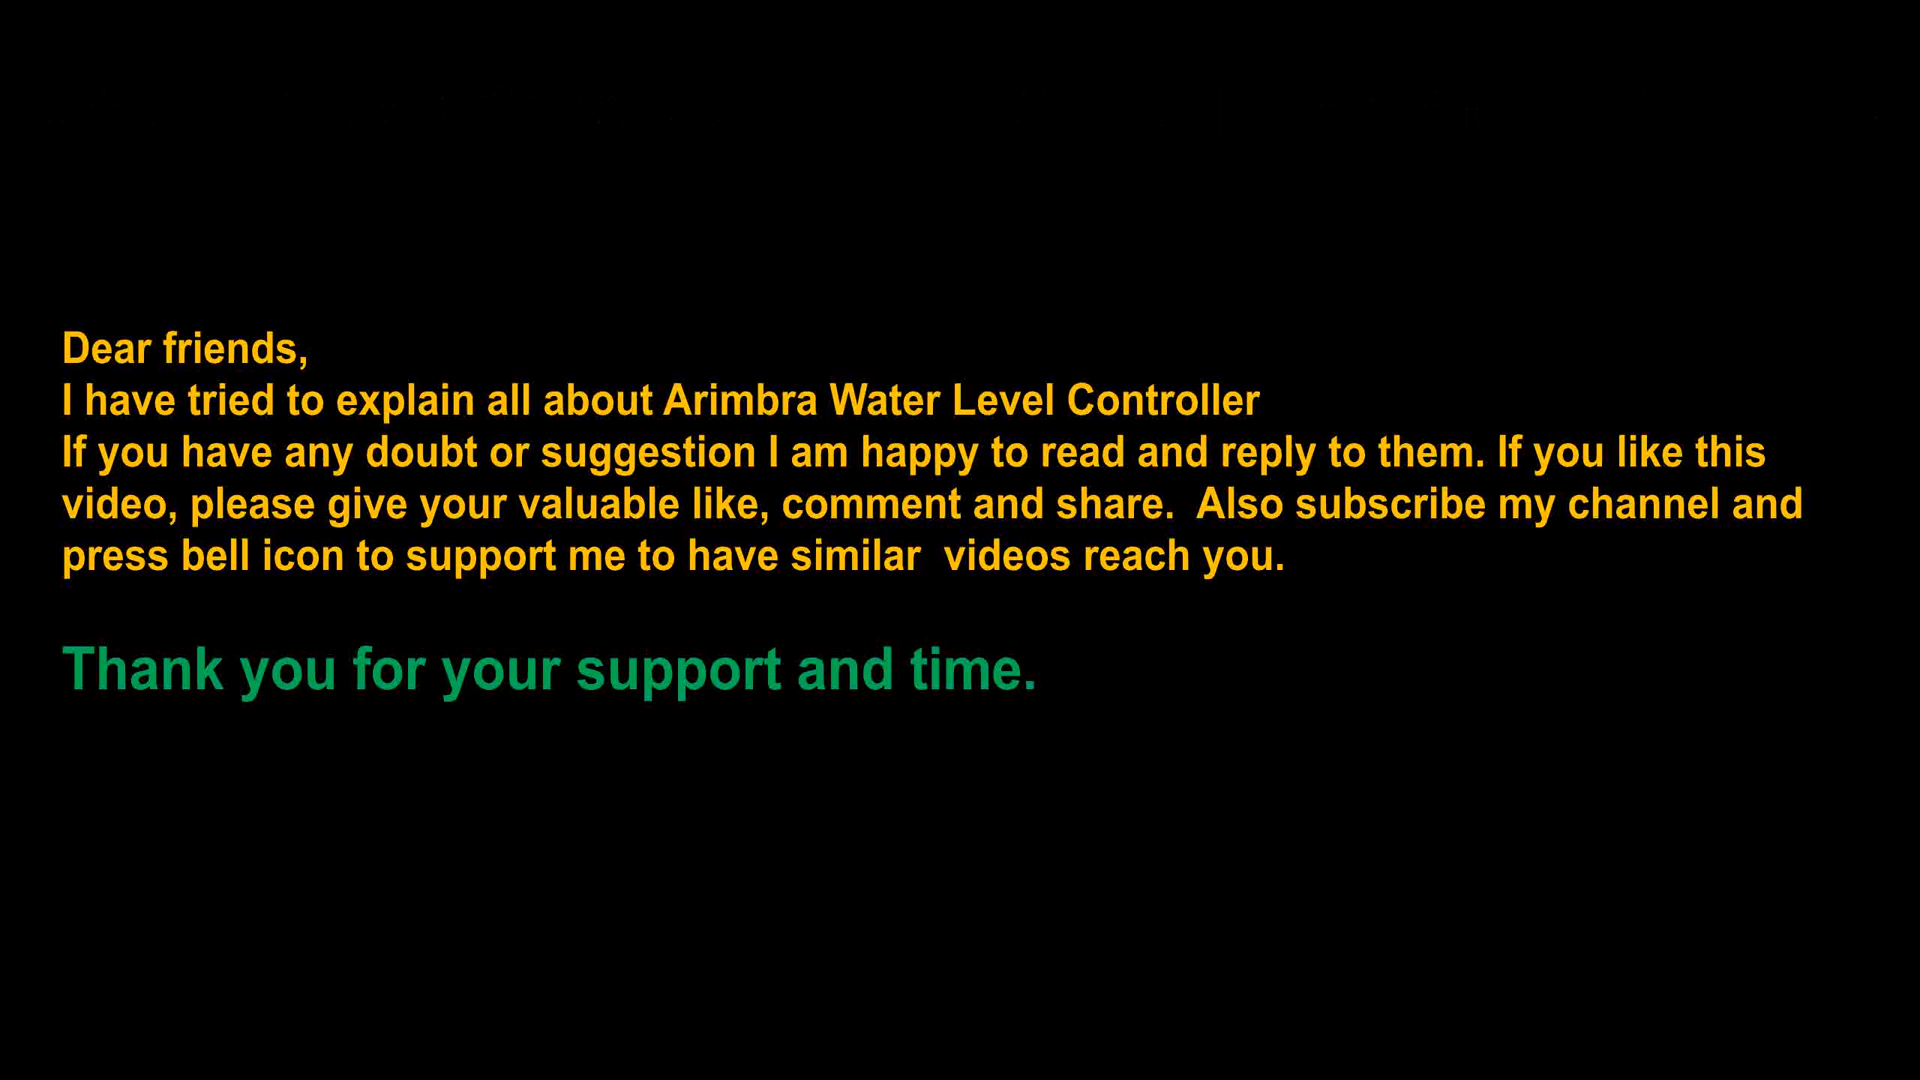 Dear friends,
I have tried to explain all about Arimbra Water Level Controller
If you have any doubt or suggestion I am happy to read and reply to them. If you like this
video, please give your valuable like, comment and share.  Also subscribe my channel and
press bell icon to support me to have similar  videos reach you.
Thank you for your support and time.